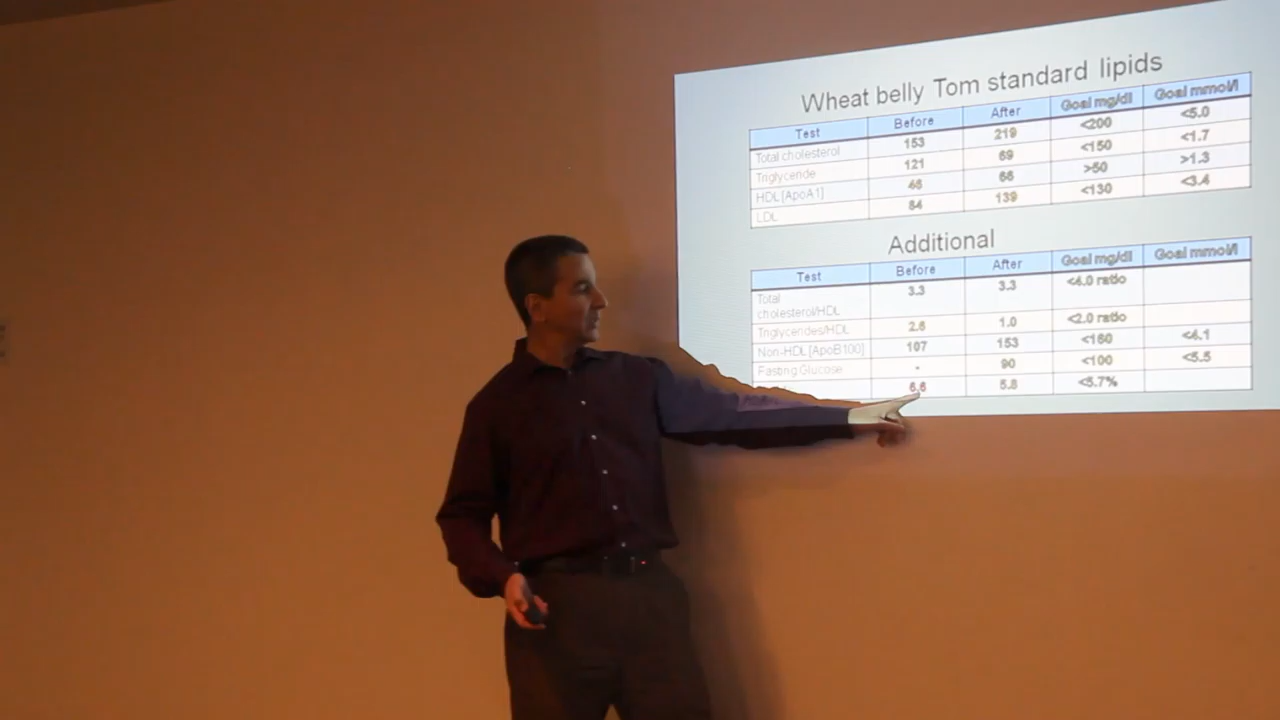 Wheat belly Tom standard lipids
Test Before After Goal mg/dl Goal mmol/l
Total cholesterol 153 219 <200 <5.0
Triglyceride 121 69 <150 <1.7
HDL [ApoA1] 46 66 >50 >1.3
LDL 84 139 <130 <3.4
Additional
Test Before After Goal mg/dl Goal mmol/l
Total
cholesterol/HDL 3.3 3.3 <4.0 ratio
Triglycerides/HDL 2.6 1.0 <2.0 ratio
Non-HDL [ApoB100] 107 153 <160 <4.1
Fasting Glucose - 90 <100 <5.5
6.6 5.8 <5.7%